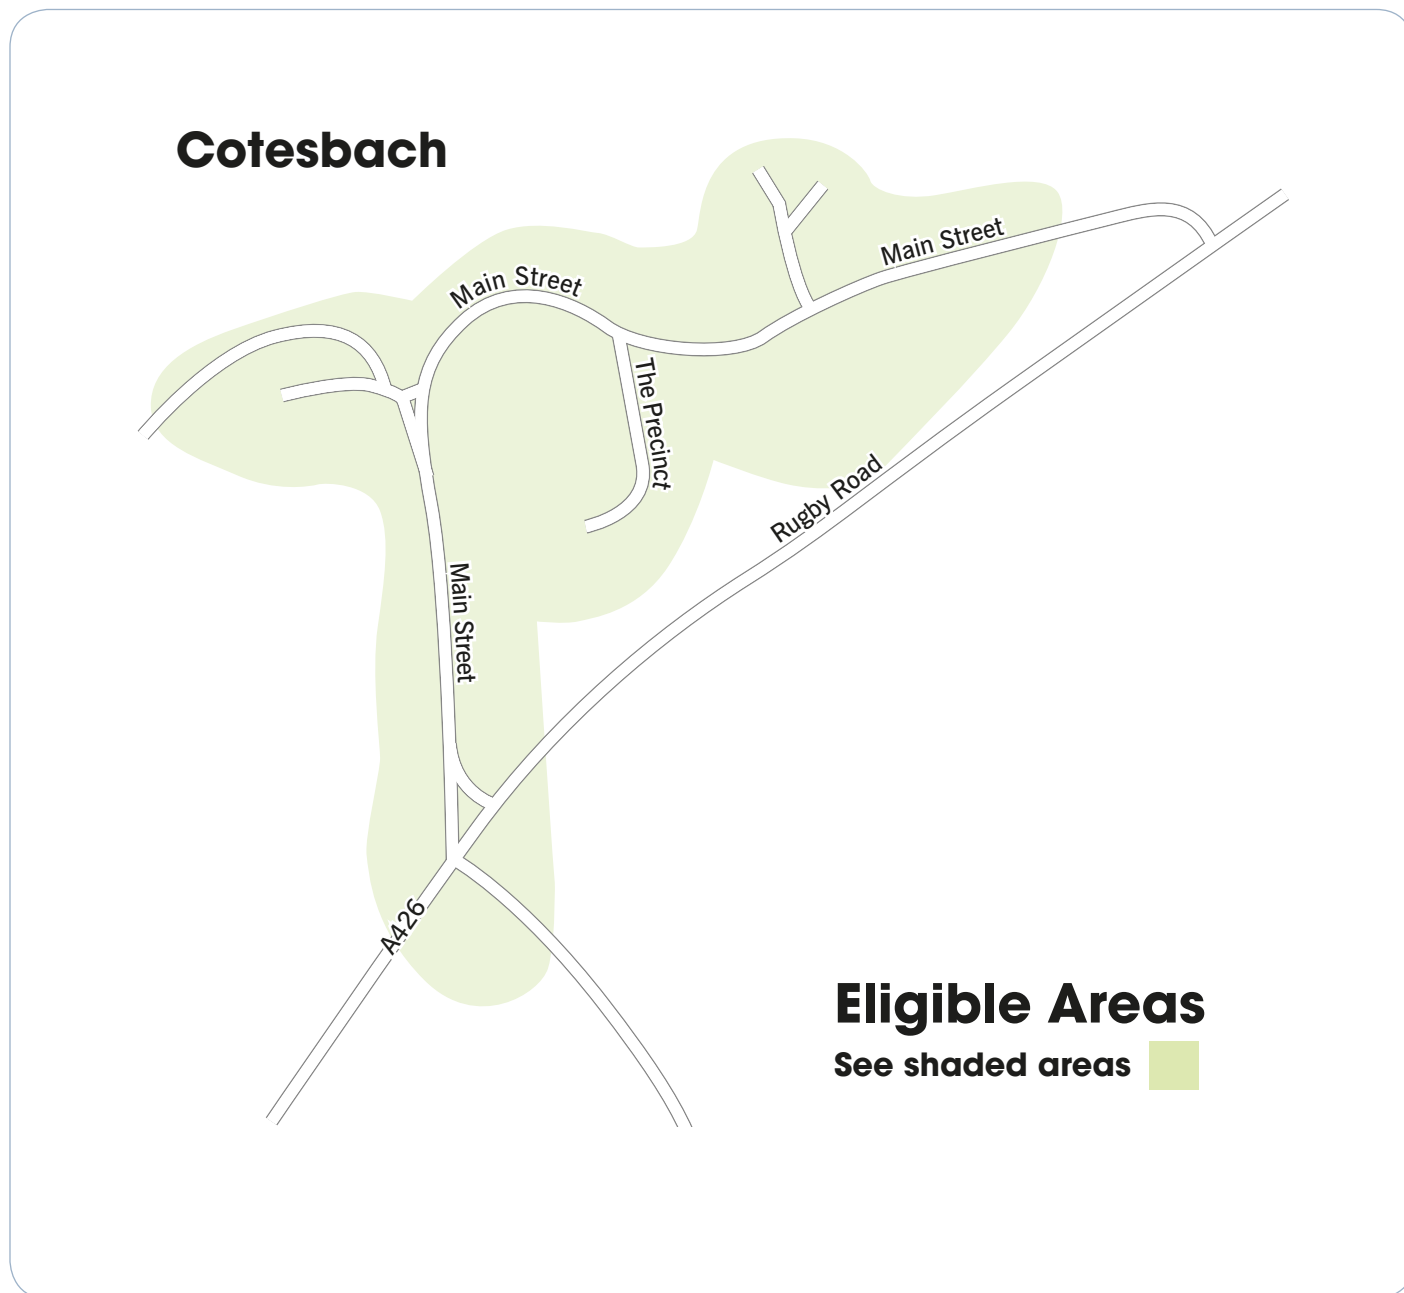 Cotesbach
Main Street
Main Street
The Precinct
Rugby Road
Main Street
A426
Eligible Areas
See shaded areas